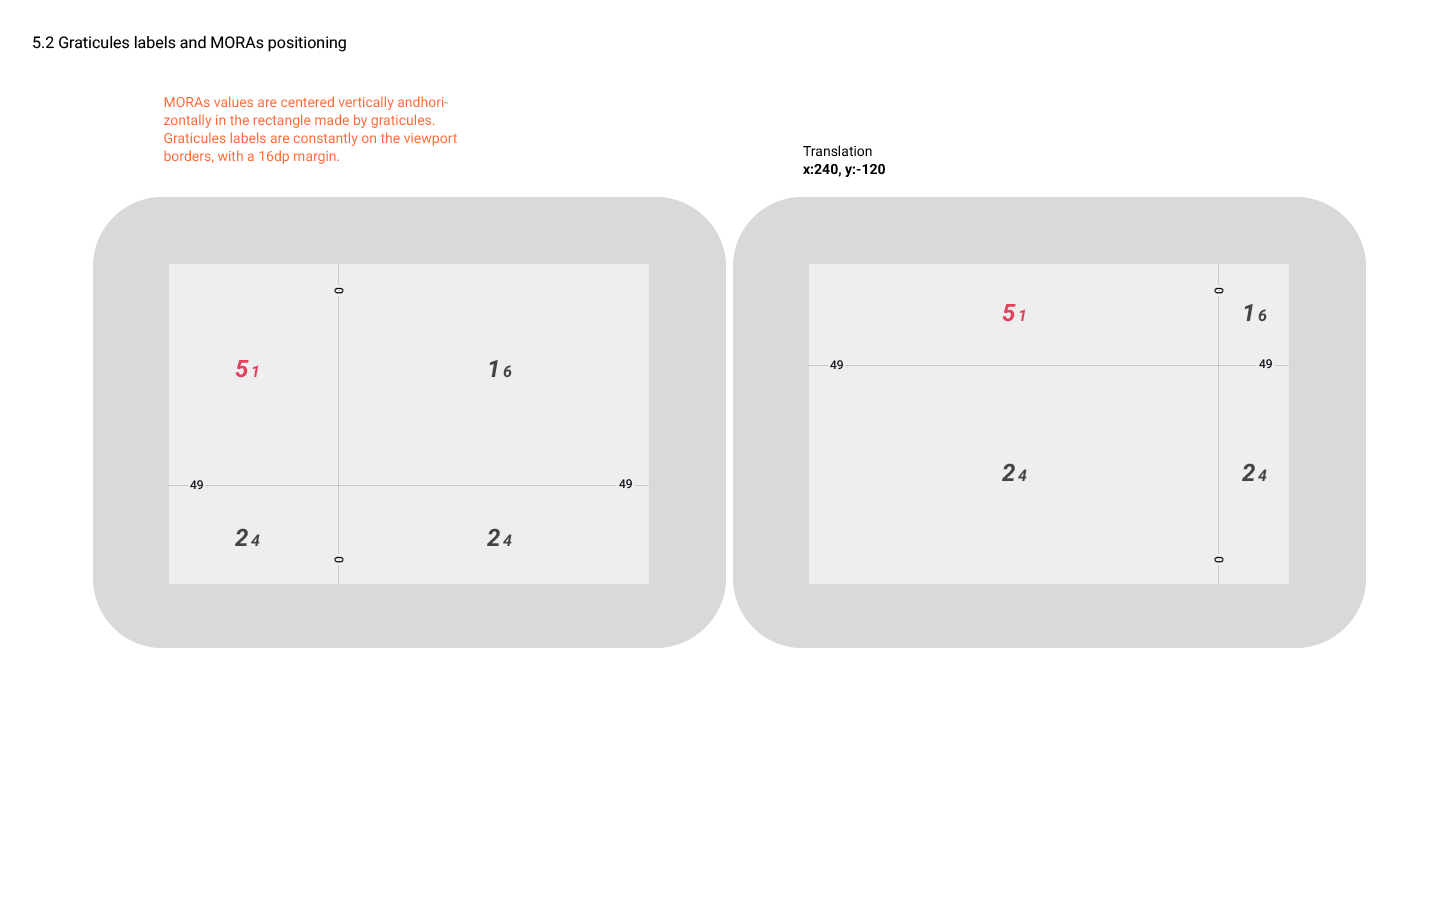 5.2 Graticules labels and MORAs positioning
MORAs values are centered vertically andhori-
zontally in the rectangle made by graticules.
Graticules labels are constantly on the viewport
borders, with a 16dp margin.
Translation
x:240, y:-120
0
5 1
1 6
49
49
2 4
2 4
0
0
5 1
1 6
49
49
2 4
2 4
0